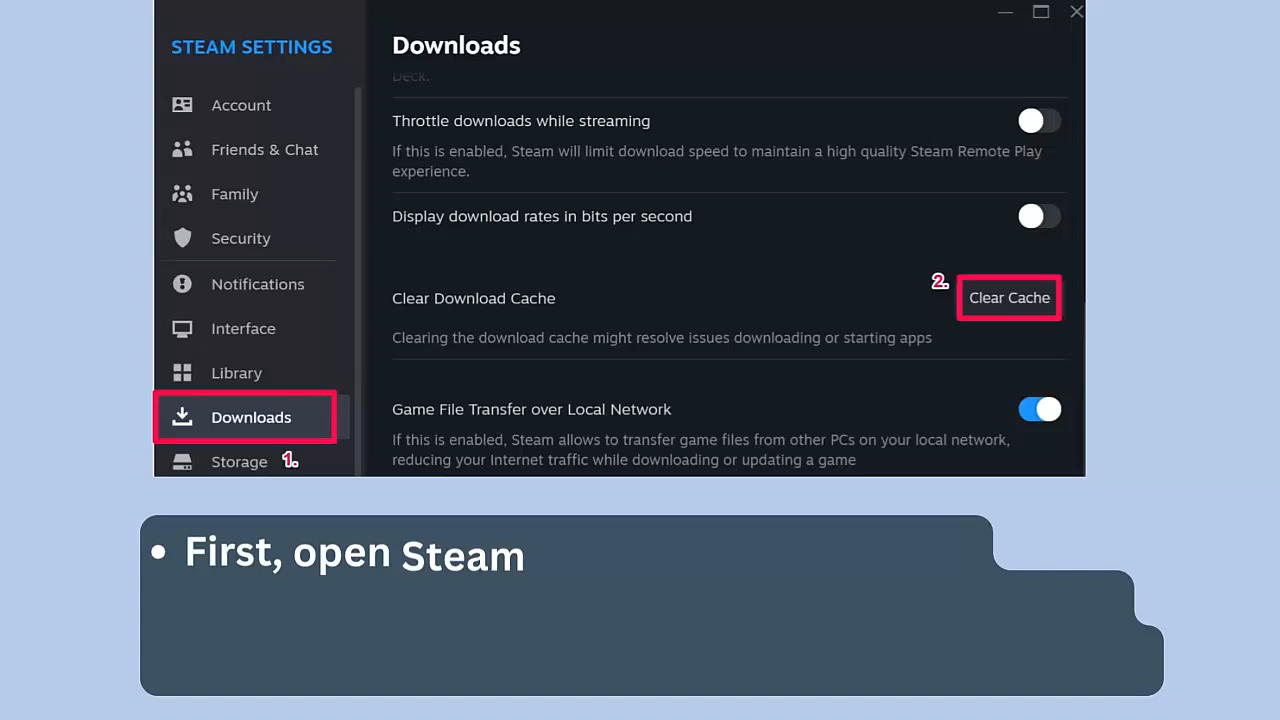 STEAM SETTINGS
Account
Friends & Chat
Family
Security
Notifications
Interface
Library
Downloads
Storage
1.
Downloads
Deck.
Throttle downloads while streaming
If this is enabled, Steam will limit download speed to maintain a high quality Steam Remote Play
experience.
Display download rates in bits per second
Clear Download Cache
2.
Clear Cache
Clearing the download cache might resolve issues downloading or starting apps
Game File Transfer over Local Network
If this is enabled, Steam allows to transfer game files from other PCs on your local network,
reducing your Internet traffic while downloading or updating a game
• First, open Steam